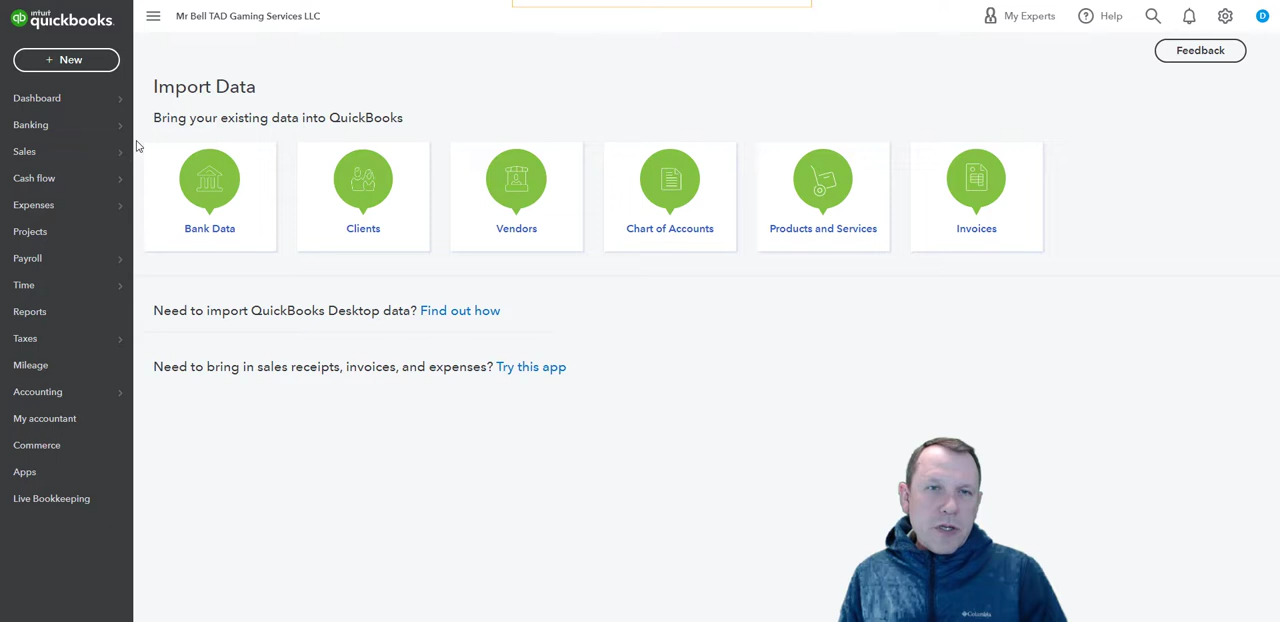 intuit
quickbooks.
Mr Bell TAD Gaming Services LLC
My Experts
Help
D
+ New
Feedback
Dashboard
Banking
Sales
Cash flow
Expenses
Projects
Payroll
Time
Reports
Taxes
Mileage
Accounting
My accountant
Commerce
Apps
Live Bookkeeping
Import Data
Bring your existing data into QuickBooks
Bank Data
Clients
Vendors
Chart of Accounts
Products and Services
Invoices
Need to import QuickBooks Desktop data? Find out how
Need to bring in sales receipts, invoices, and expenses? Try this app
Columbia